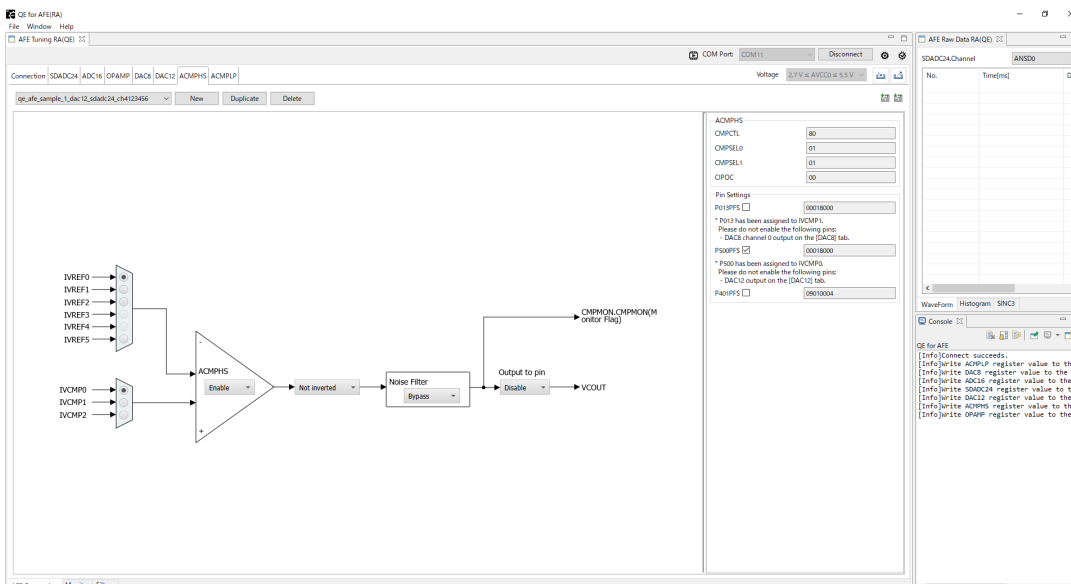 QE for AFE(RA)
File Window Help
AFE Tuning RA(QE)
COM Port: COM11 Disconnect
Connection SDADC24 ADC16 OPAMP DAC8 DAC12 ACMPHS ACMPLP
Voltage 2.7 V ≤ AVCC0 ≤ 5.5 V
qe_afe_sample_1_dac12_sdadc24_ch4123456 New Duplicate Delete
IVREF0
IVREF1
IVREF2
IVREF3
IVREF4
IVREF5
IVCMP0
IVCMP1
IVCMP2
-
ACMPHS
Enable
+
Not inverted
Noise Filter
Bypass
Output to pin
Disable
CMPMON.CMPMON(M
onitor Flag)
VCOUT
ACMPHS
CMPCTL 80
CMPSEL0 01
CMPSEL1 01
CIPOC 00
Pin Settings
P013PFS 00018000
* P013 has been assigned to IVCMP1.
Please do not enable the following pins:
- DAC8 channel 0 output on the [DAC8] tab.
P500PFS 00018000
* P500 has been assigned to IVCMP0.
Please do not enable the following pins:
- DAC12 output on the [DAC12] tab.
P401PFS 09010004
AFE Raw Data RA(QE)
SDADC24.Channel ANSD0
No. Time[ms] D
WaveForm Histogram SINC3
Console
QE for AFE
[Info]Connect succeeds.
[Info]Write ACMPLP register value to th
[Info]Write DAC8 register value to the
[Info]Write ADC16 register value to the
[Info]Write SDADC24 register value to t
[Info]Write DAC12 register value to the
[Info]Write ACMPHS register value to th
[Info]Write OPAMP register value to the